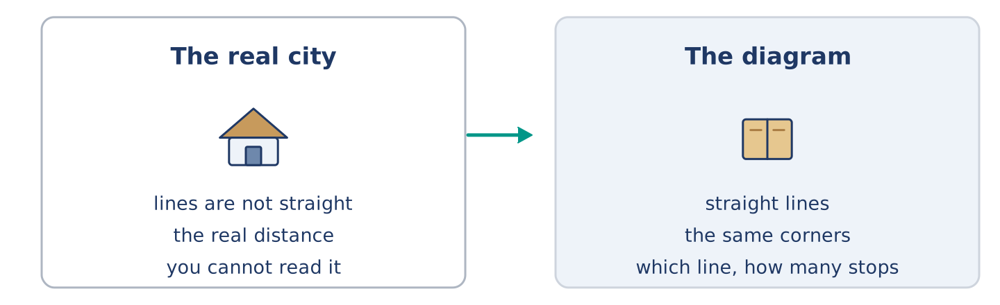 The real city
lines are not straight
the real distance
you cannot read it
The diagram
straight lines
the same corners
which line, how many stops